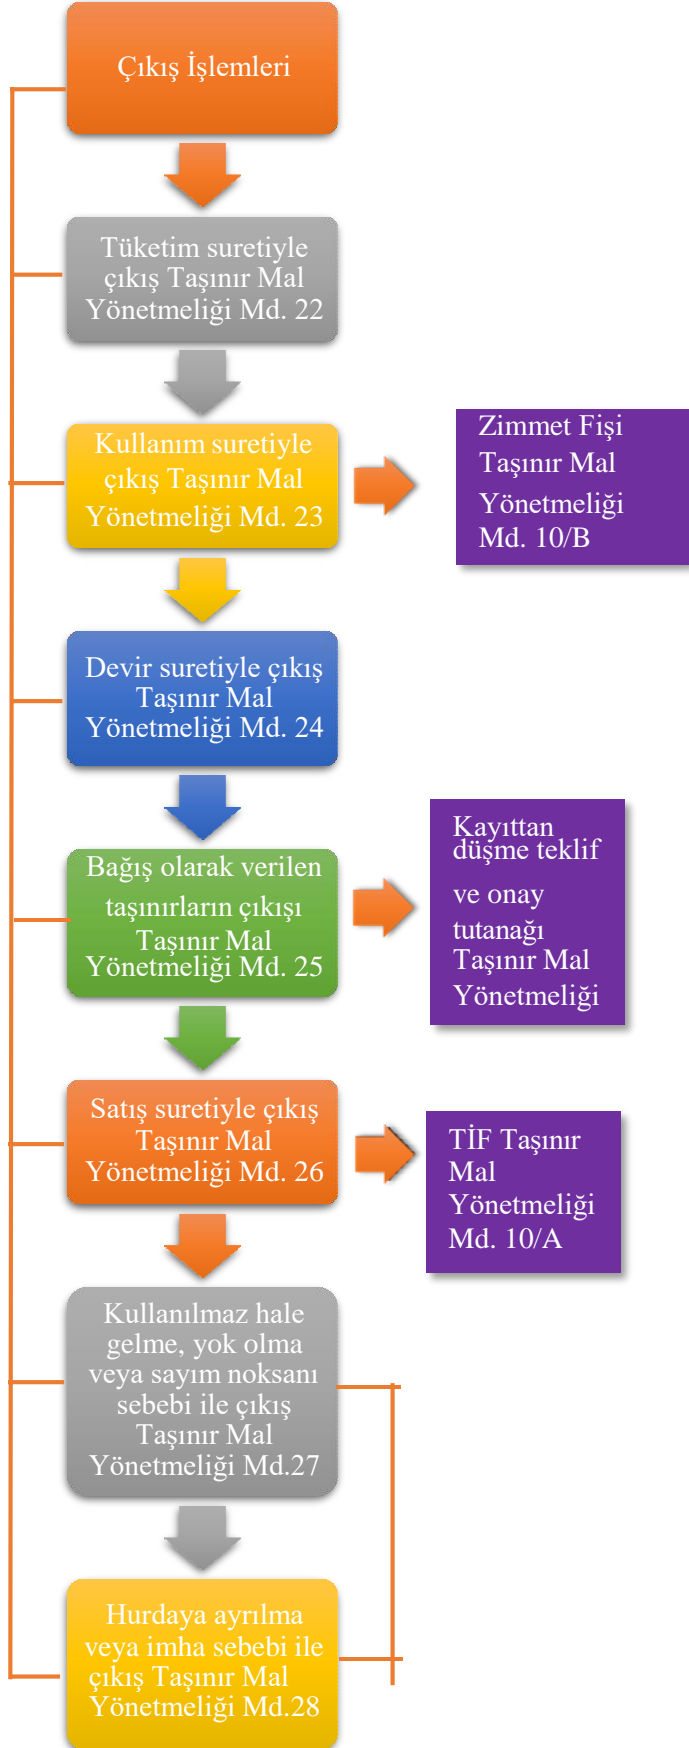 Çıkış İşlemleri
Tüketim suretiyle
çıkış Taşınır Mal
Yönetmeliği Md. 22
Kullanım suretiyle
çıkış Taşınır Mal
Yönetmeliği Md. 23
Zimmet Fişi
Taşınır Mal
Yönetmeliği
Md. 10/B
Devir suretiyle çıkış
Taşınır Mal
Yönetmeliği Md. 24
Bağış olarak verilen
taşınırların çıkışı
Taşınır Mal
Yönetmeliği Md. 25
Kayıttan
düşme teklif
ve onay
tutanağı
Taşınır Mal
Yönetmeliği
Satış suretiyle çıkış
Taşınır Mal
Yönetmeliği Md. 26
TİF Taşınır
Mal
Yönetmeliği
Md. 10/A
Kullanılmaz hale
gelme, yok olma
veya sayım noksanı
sebebi ile çıkış
Taşınır Mal
Yönetmeliği Md.27
Hurdaya ayrılma
veya imha sebebi ile
çıkış Taşınır Mal
Yönetmeliği Md.28